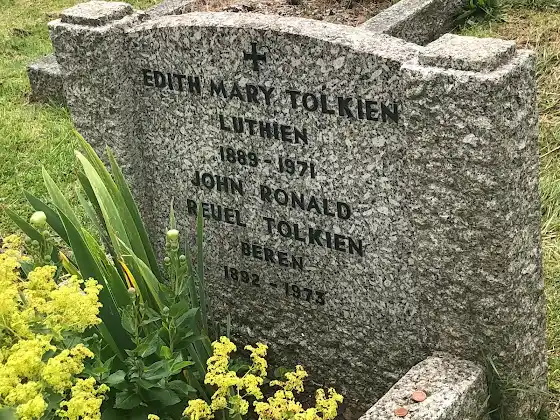 EDITH MARY TOLKIEN
LUTHIEN
1889 - 1971
JOHN RONALD
REUEL TOLKIEN
BEREN
1892 - 1973